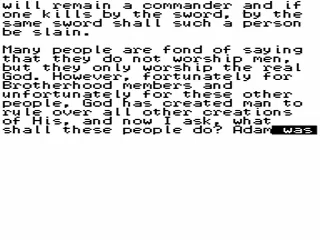 will remain a commander and if
one kills by the sword, by the
same sword shall such a person
be slain.
Many people are fond of saying
that they do not worship men,
but they only worship the real
God. However, fortunately for
Brotherhood members and
unfortunately for these other
people, God has created man to
rule over all other creations
of His, and now I ask, what
shall these people do? Adam was